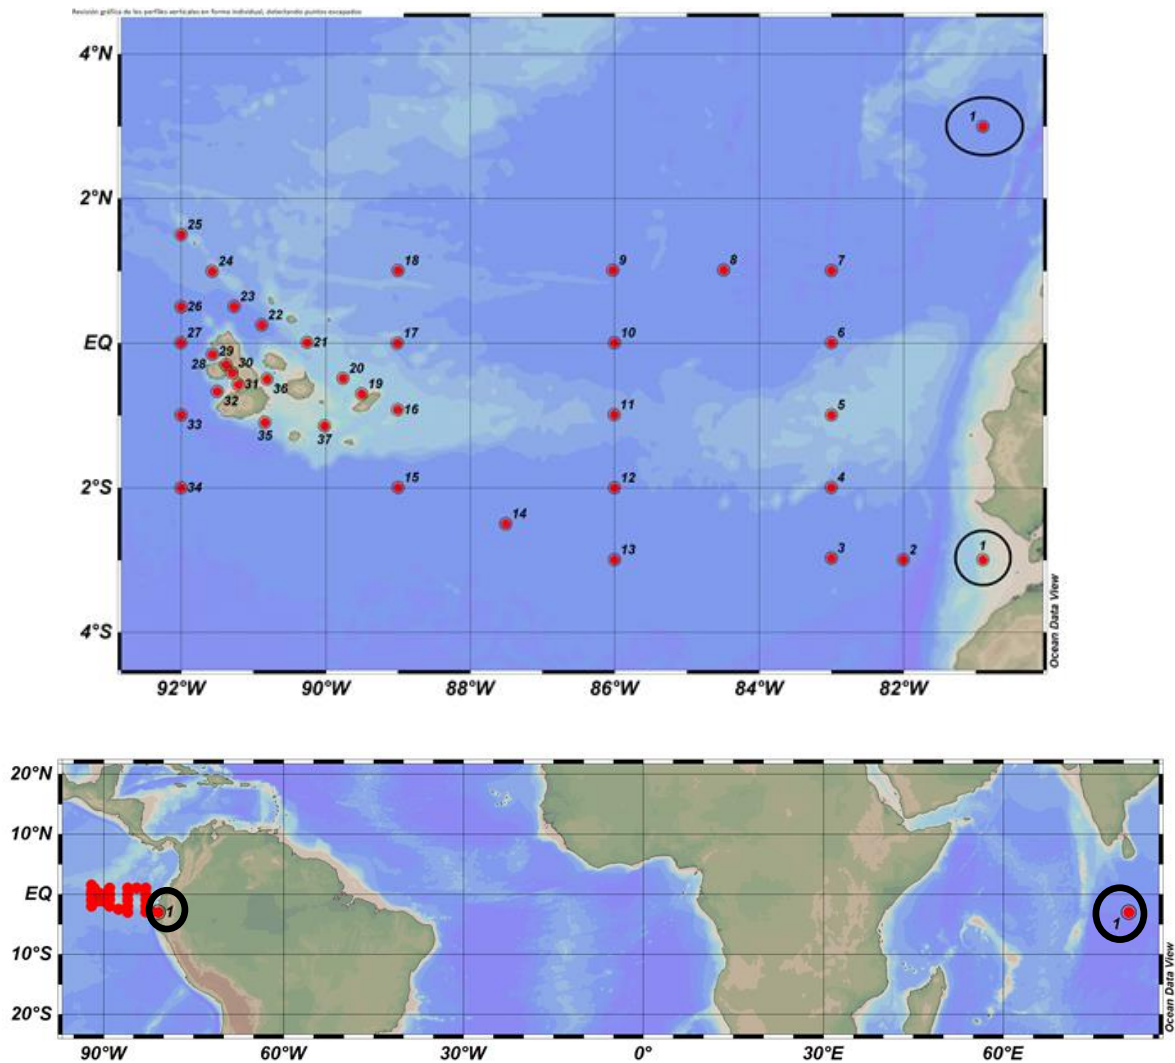 Revisión gráfica de los perfiles verticales en forma individual, detectando puntos escapados
4°N
1
2°N
25
24
18
9
8
7
26
23
22
EQ
27
21
17
10
6
29
28
30
31
36
20
19
32
16
11
5
33
35
37
2°S
34
15
12
4
14
13
3
2
1
4°S
92°W
90°W
88°W
86°W
84°W
82°W
Ocean Data View
20°N
10°N
EQ
1
1
10°S
20°S
90°W
60°W
30°W
0°
30°E
60°E
Ocean Data View